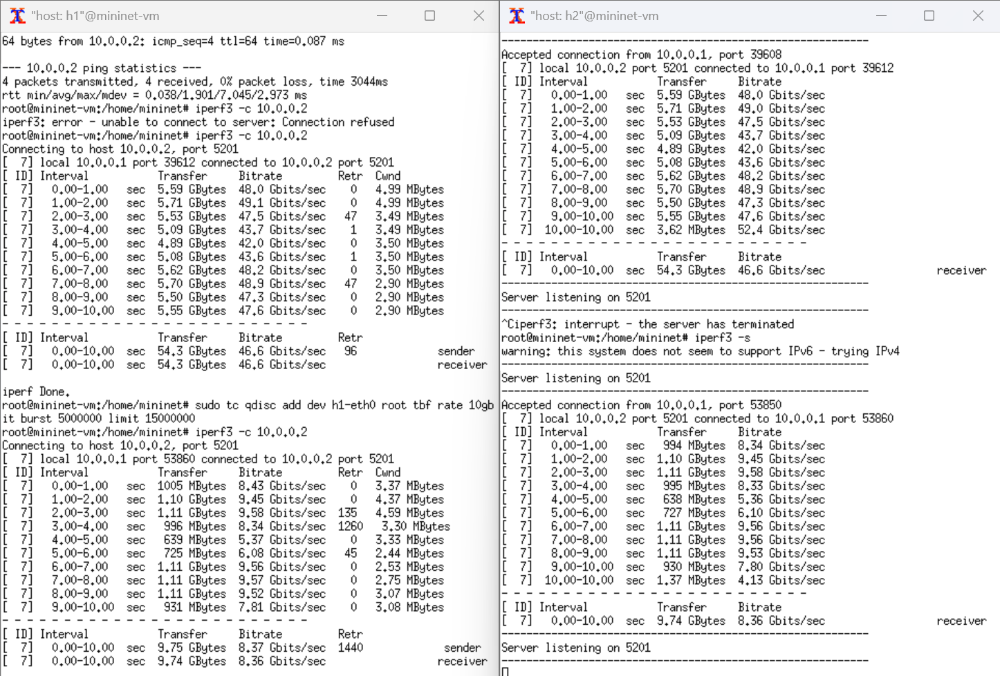 "host: h1"@mininet-vm
64 bytes from 10.0.0.2: icmp_seq=4 ttl=64 time=0.087 ms
--- 10.0.0.2 ping statistics ---
4 packets transmitted, 4 received, 0% packet loss, time 3044ms
rtt min/avg/max/mdev = 0.038/1.901/7.045/2.973 ms
root@mininet-vm:/home/mininet# iperf3 -c 10.0.0.2
iperf3: error - unable to connect to server: Connection refused
root@mininet-vm:/home/mininet# iperf3 -c 10.0.0.2
Connecting to host 10.0.0.2, port 5201
[  7] local 10.0.0.1 port 39612 connected to 10.0.0.2 port 5201
[ ID] Interval           Transfer     Bitrate         Retr  Cwnd
[  7]   0.00-1.00   sec  5.59 GBytes  48.0 Gbits/sec    0   4.99 MBytes
[  7]   1.00-2.00   sec  5.71 GBytes  49.1 Gbits/sec    0   4.99 MBytes
[  7]   2.00-3.00   sec  5.53 GBytes  47.5 Gbits/sec   47   3.49 MBytes
[  7]   3.00-4.00   sec  5.09 GBytes  43.7 Gbits/sec    1   3.49 MBytes
[  7]   4.00-5.00   sec  4.89 GBytes  42.0 Gbits/sec    0   3.50 MBytes
[  7]   5.00-6.00   sec  5.08 GBytes  43.6 Gbits/sec    1   3.50 MBytes
[  7]   6.00-7.00   sec  5.62 GBytes  48.2 Gbits/sec    0   3.50 MBytes
[  7]   7.00-8.00   sec  5.70 GBytes  48.9 Gbits/sec   47   2.90 MBytes
[  7]   8.00-9.00   sec  5.50 GBytes  47.3 Gbits/sec    0   2.90 MBytes
[  7]   9.00-10.00  sec  5.55 GBytes  47.6 Gbits/sec    0   2.90 MBytes
- - - - - - - - - - - - - - - - - - - - - - - - -
[ ID] Interval           Transfer     Bitrate         Retr
[  7]   0.00-10.00  sec  54.3 GBytes  46.6 Gbits/sec   96             sender
[  7]   0.00-10.00  sec  54.3 GBytes  46.6 Gbits/sec                  receiver
iperf Done.
root@mininet-vm:/home/mininet# sudo tc qdisc add dev h1-eth0 root tbf rate 10gb
it burst 5000000 limit 15000000
root@mininet-vm:/home/mininet# iperf3 -c 10.0.0.2
Connecting to host 10.0.0.2, port 5201
[  7] local 10.0.0.1 port 53860 connected to 10.0.0.2 port 5201
[ ID] Interval           Transfer     Bitrate         Retr  Cwnd
[  7]   0.00-1.00   sec  1005 MBytes  8.43 Gbits/sec    0   3.37 MBytes
[  7]   1.00-2.00   sec  1.10 GBytes  9.45 Gbits/sec    0   4.37 MBytes
[  7]   2.00-3.00   sec  1.11 GBytes  9.58 Gbits/sec  135   4.59 MBytes
[  7]   3.00-4.00   sec   996 MBytes  8.34 Gbits/sec  1260   3.30 MBytes
[  7]   4.00-5.00   sec   639 MBytes  5.37 Gbits/sec    0   3.33 MBytes
[  7]   5.00-6.00   sec   725 MBytes  6.08 Gbits/sec   45   2.44 MBytes
[  7]   6.00-7.00   sec  1.11 GBytes  9.56 Gbits/sec    0   2.53 MBytes
[  7]   7.00-8.00   sec  1.11 GBytes  9.57 Gbits/sec    0   2.75 MBytes
[  7]   8.00-9.00   sec  1.11 GBytes  9.52 Gbits/sec    0   3.07 MBytes
[  7]   9.00-10.00  sec   931 MBytes  7.81 Gbits/sec    0   3.08 MBytes
- - - - - - - - - - - - - - - - - - - - - - - - -
[ ID] Interval           Transfer     Bitrate         Retr
[  7]   0.00-10.00  sec  9.75 GBytes  8.37 Gbits/sec  1440             sender
[  7]   0.00-10.00  sec  9.74 GBytes  8.36 Gbits/sec                  receiver
"host: h2"@mininet-vm
-----------------------------------------------------------
Accepted connection from 10.0.0.1, port 39608
[  7] local 10.0.0.2 port 5201 connected to 10.0.0.1 port 39612
[ ID] Interval           Transfer     Bitrate
[  7]   0.00-1.00   sec  5.59 GBytes  48.0 Gbits/sec
[  7]   1.00-2.00   sec  5.71 GBytes  49.0 Gbits/sec
[  7]   2.00-3.00   sec  5.53 GBytes  47.5 Gbits/sec
[  7]   3.00-4.00   sec  5.09 GBytes  43.7 Gbits/sec
[  7]   4.00-5.00   sec  4.89 GBytes  42.0 Gbits/sec
[  7]   5.00-6.00   sec  5.08 GBytes  43.6 Gbits/sec
[  7]   6.00-7.00   sec  5.62 GBytes  48.2 Gbits/sec
[  7]   7.00-8.00   sec  5.70 GBytes  48.9 Gbits/sec
[  7]   8.00-9.00   sec  5.50 GBytes  47.3 Gbits/sec
[  7]   9.00-10.00  sec  5.55 GBytes  47.6 Gbits/sec
[  7]  10.00-10.00  sec  3.62 MBytes  52.4 Gbits/sec
- - - - - - - - - - - - - - - - - - - - - - - - -
[ ID] Interval           Transfer     Bitrate
[  7]   0.00-10.00  sec  54.3 GBytes  46.6 Gbits/sec                  receiver
-----------------------------------------------------------
Server listening on 5201
-----------------------------------------------------------
^Ciperf3: interrupt - the server has terminated
root@mininet-vm:/home/mininet# iperf3 -s
warning: this system does not seem to support IPv6 - trying IPv4
-----------------------------------------------------------
Server listening on 5201
-----------------------------------------------------------
Accepted connection from 10.0.0.1, port 53850
[  7] local 10.0.0.2 port 5201 connected to 10.0.0.1 port 53860
[ ID] Interval           Transfer     Bitrate
[  7]   0.00-1.00   sec   994 MBytes  8.34 Gbits/sec
[  7]   1.00-2.00   sec  1.10 GBytes  9.45 Gbits/sec
[  7]   2.00-3.00   sec  1.11 GBytes  9.58 Gbits/sec
[  7]   3.00-4.00   sec   995 MBytes  8.33 Gbits/sec
[  7]   4.00-5.00   sec   638 MBytes  5.36 Gbits/sec
[  7]   5.00-6.00   sec   727 MBytes  6.10 Gbits/sec
[  7]   6.00-7.00   sec  1.11 GBytes  9.56 Gbits/sec
[  7]   7.00-8.00   sec  1.11 GBytes  9.56 Gbits/sec
[  7]   8.00-9.00   sec  1.11 GBytes  9.53 Gbits/sec
[  7]   9.00-10.00  sec   930 MBytes  7.80 Gbits/sec
[  7]  10.00-10.00  sec  1.37 MBytes  4.13 Gbits/sec
- - - - - - - - - - - - - - - - - - - - - - - - -
[ ID] Interval           Transfer     Bitrate
[  7]   0.00-10.00  sec  9.74 GBytes  8.36 Gbits/sec                  receiver
-----------------------------------------------------------
Server listening on 5201
-----------------------------------------------------------